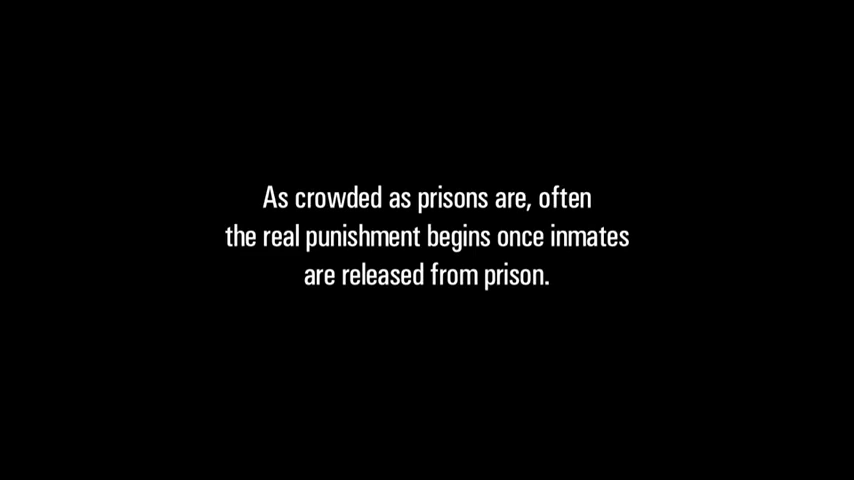 As crowded as prisons are, often
the real punishment begins once inmates
are released from prison.